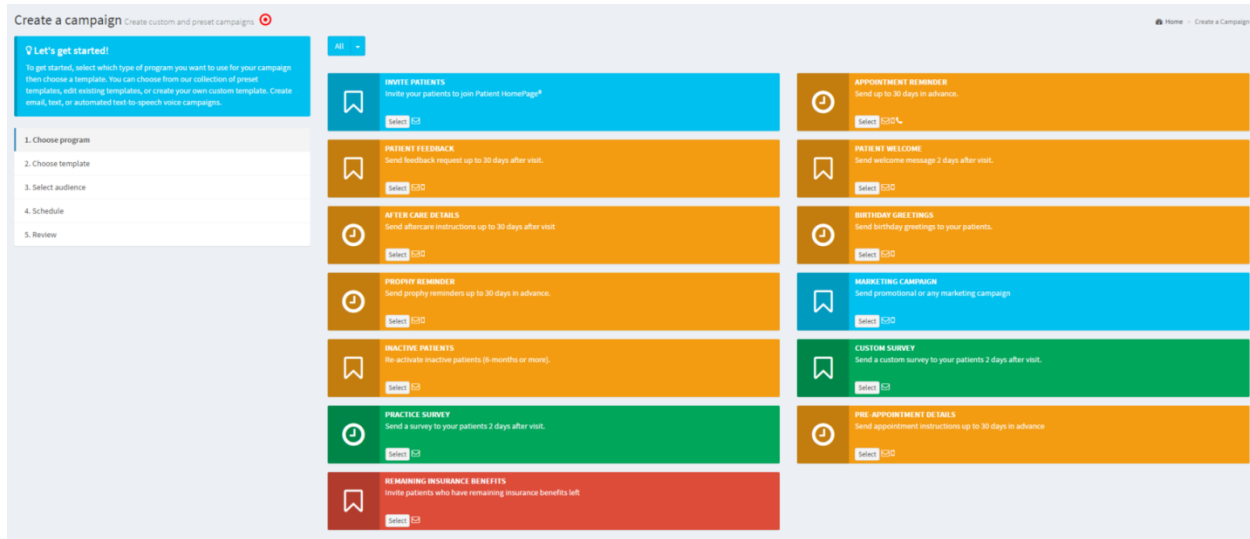 Create a campaign Create custom and preset campaigns
Home > Create a Campaign
Let's get started!
To get started, select which type of program you want to use for your campaign
then choose a template. You can choose from our collection of preset
templates, edit existing templates, or create your own custom template. Create
email, text, or automated text-to-speech voice campaigns.
1. Choose program
2. Choose template
3. Select audience
4. Schedule
5. Review
All
INVITE PATIENTS
Invite your patients to join Patient HomePage®
Select
APPOINTMENT REMINDER
Send up to 30 days in advance.
Select
PATIENT FEEDBACK
Send feedback request up to 30 days after visit.
Select
PATIENT WELCOME
Send welcome message 2 days after visit.
Select
AFTER CARE DETAILS
Send aftercare instructions up to 30 days after visit
Select
BIRTHDAY GREETINGS
Send birthday greetings to your patients.
Select
PROPHY REMINDER
Send prophy reminders up to 30 days in advance.
Select
MARKETING CAMPAIGN
Send promotional or any marketing campaign
Select
INACTIVE PATIENTS
Re-activate inactive patients (6-months or more).
Select
CUSTOM SURVEY
Send a custom survey to your patients 2 days after visit.
Select
PRACTICE SURVEY
Send a survey to your patients 2 days after visit.
Select
PRE-APPOINTMENT DETAILS
Send appointment instructions up to 30 days in advance
Select
REMAINING INSURANCE BENEFITS
Invite patients who have remaining insurance benefits left
Select